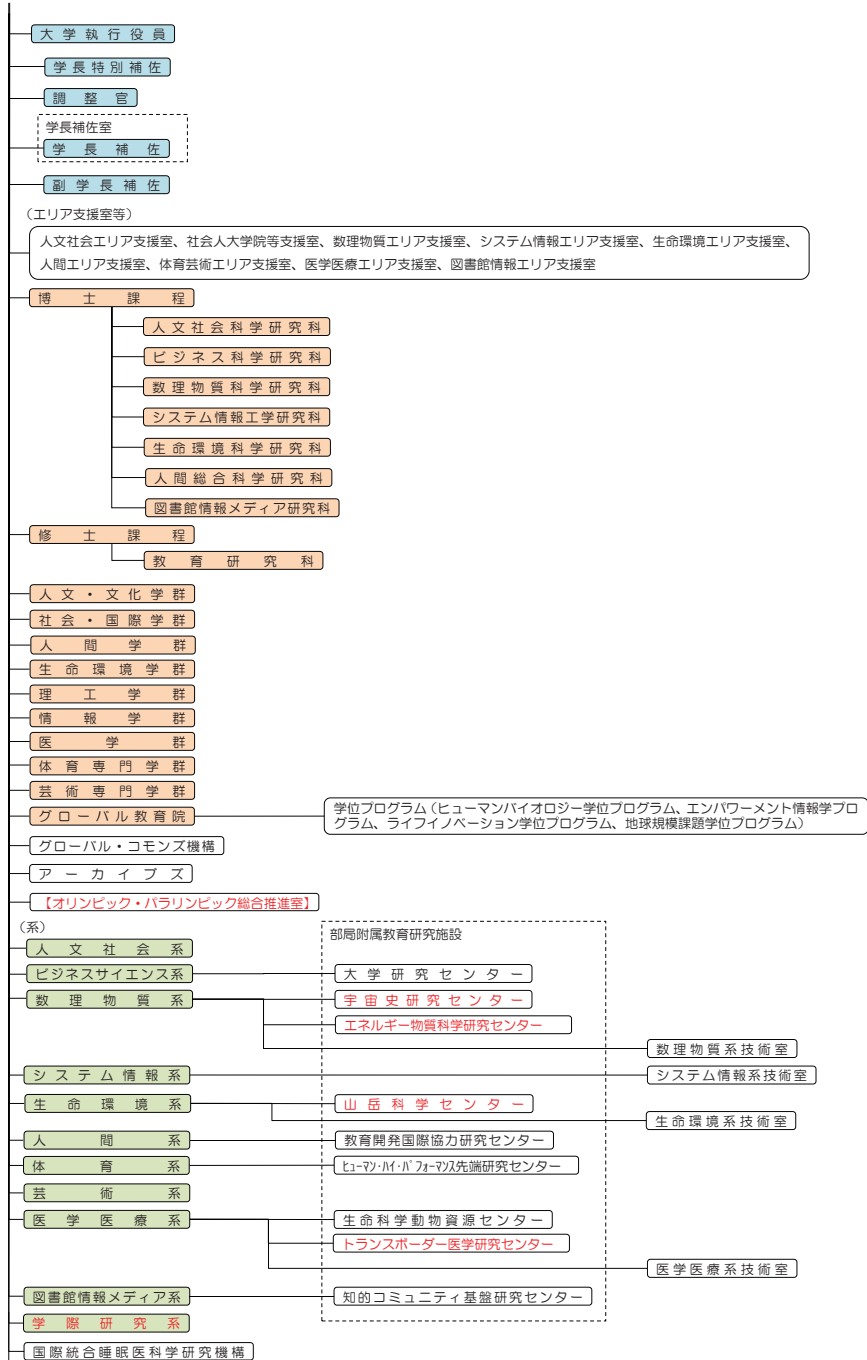 大学執行役員
学長特別補佐
調整官
学長補佐室
学長補佐
副学長補佐
（エリア支援室等）
人文社会エリア支援室、社会人大学院等支援室、数理物質エリア支援室、システム情報エリア支援室、生命環境エリア支援室、
人間エリア支援室、体育芸術エリア支援室、医学医療エリア支援室、図書館情報エリア支援室
博士課程
人文社会科学研究科
ビジネス科学研究科
数理物質科学研究科
システム情報工学研究科
生命環境科学研究科
人間総合科学研究科
図書館情報メディア研究科
修士課程
教育研究科
人文・文化学群
社会・国際学群
人間学群
生命環境学群
理工学群
情報学群
医学群
体育専門学群
芸術専門学群
グローバル教育院
学位プログラム（ヒューマンバイオロジー学位プログラム、エンパワーメント情報学プロ
グラム、ライフイノベーション学位プログラム、地球規模課題学位プログラム）
グローバル・コモンズ機構
アーカイブズ
【オリンピック・パラリンピック総合推進室】
（系）
部局附属教育研究施設
人文社会系
ビジネスサイエンス系
大学研究センター
数理物質系
宇宙史研究センター
エネルギー物質科学研究センター
数理物質系技術室
システム情報系
システム情報系技術室
生命環境系
山岳科学センター
生命環境系技術室
人間系
教育開発国際協力研究センター
体育系
ﾋｭｰﾏﾝ・ﾊｲ・ﾊﾟﾌｫｰﾏﾝｽ先端研究センター
芸術系
医学医療系
生命科学動物資源センター
トランスボーダー医学研究センター
医学医療系技術室
図書館情報メディア系
知的コミュニティ基盤研究センター
学際研究系
国際統合睡眠医科学研究機構